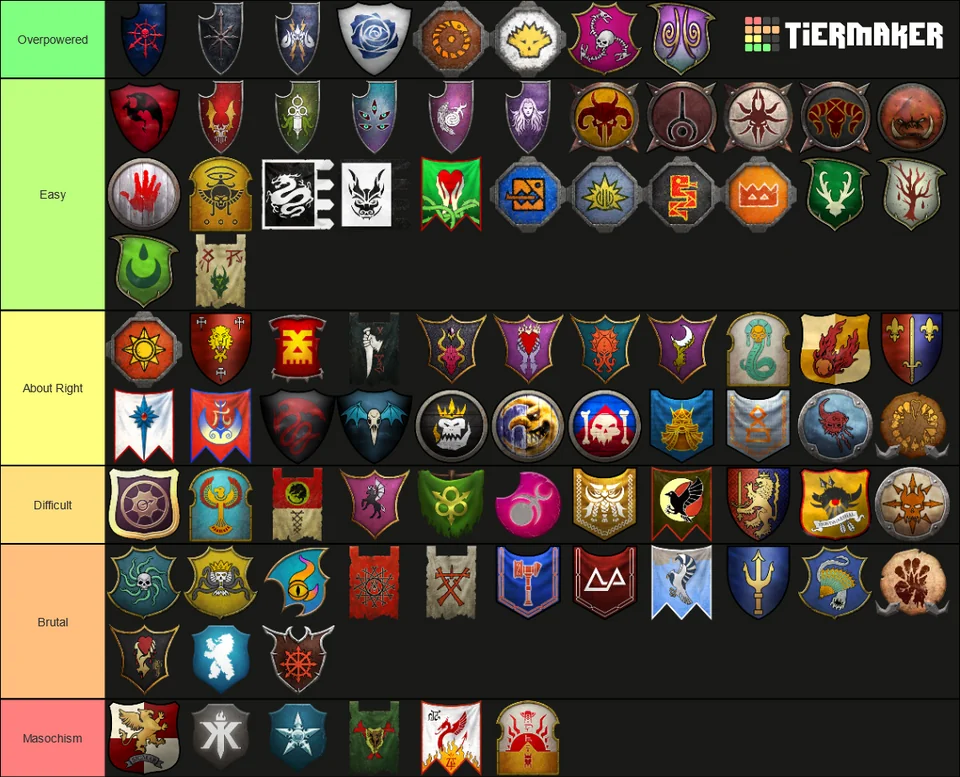 Overpowered
TiERMAKER
Easy
About Right
Difficult
Brutal
Masochism